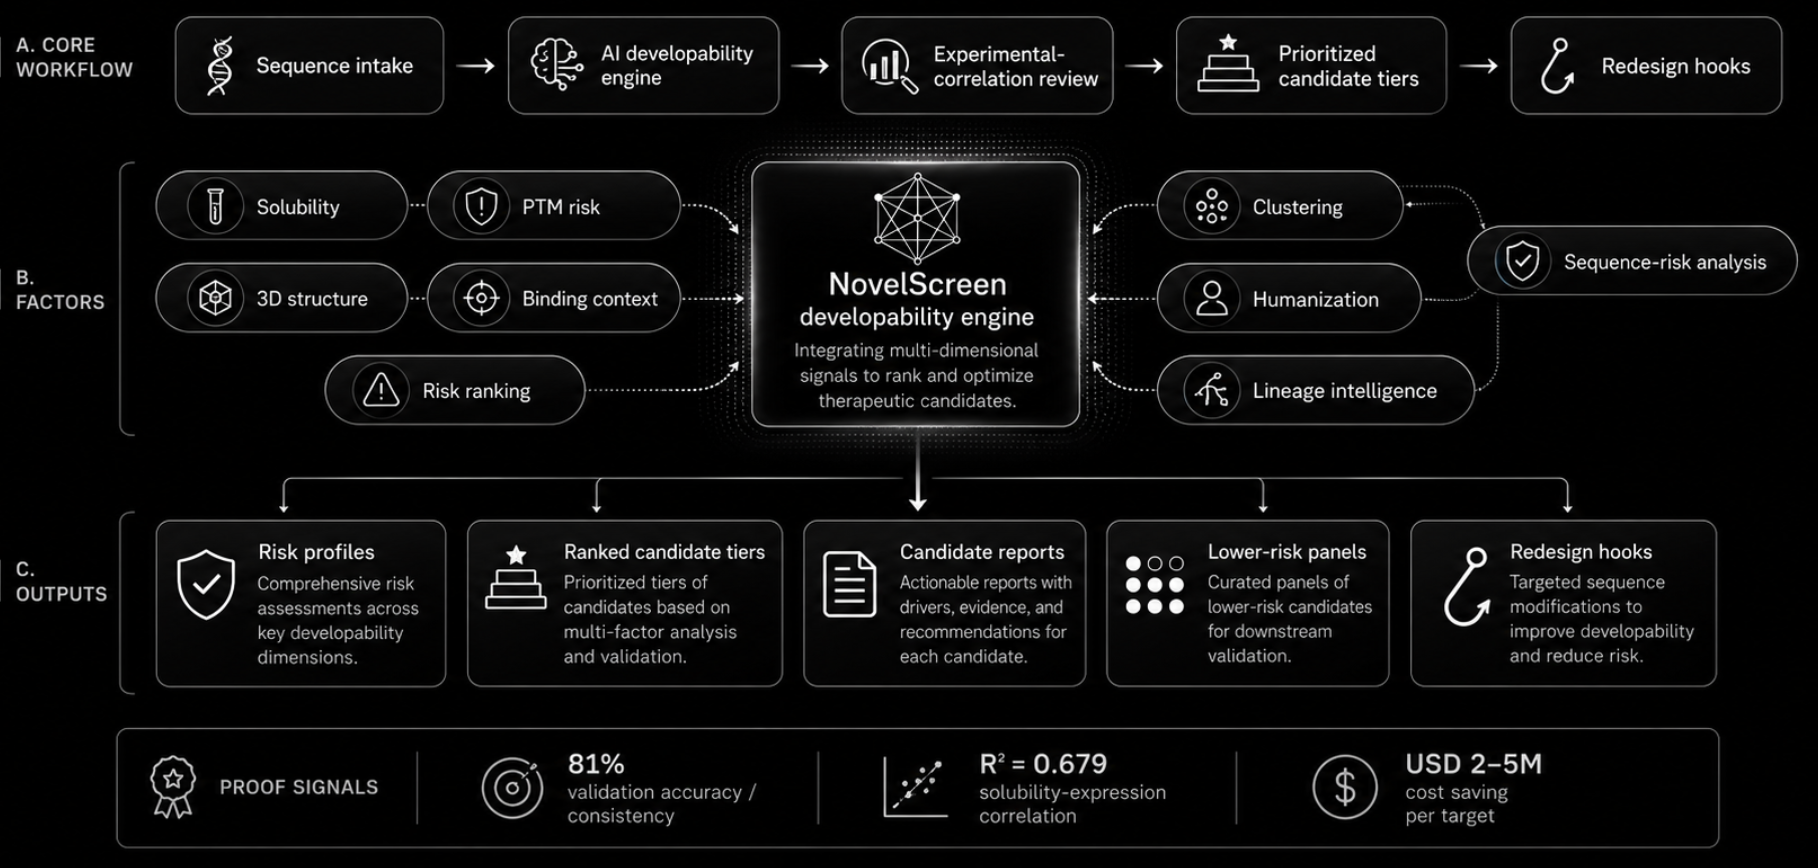 A. CORE
WORKFLOW
Sequence intake
AI developability
engine
Experimental-
correlation review
Prioritized
candidate tiers
Redesign hooks
B.
FACTORS
Solubility
PTM risk
3D structure
Binding context
Risk ranking
NovelScreen
developability engine
Integrating multi-dimensional
signals to rank and optimize
therapeutic candidates.
Clustering
Humanization
Lineage intelligence
Sequence-risk analysis
C.
OUTPUTS
Risk profiles
Comprehensive risk
assessments across
key developability
dimensions.
Ranked candidate tiers
Prioritized tiers of
candidates based on
multi-factor analysis
and validation.
Candidate reports
Actionable reports with
drivers, evidence, and
recommendations for
each candidate.
Lower-risk panels
Curated panels of
lower-risk candidates
for downstream
validation.
Redesign hooks
Targeted sequence
modifications to
improve developability
and reduce risk.
PROOF SIGNALS
81%
validation accuracy /
consistency
R² = 0.679
solubility-expression
correlation
$
USD 2–5M
cost saving
per target